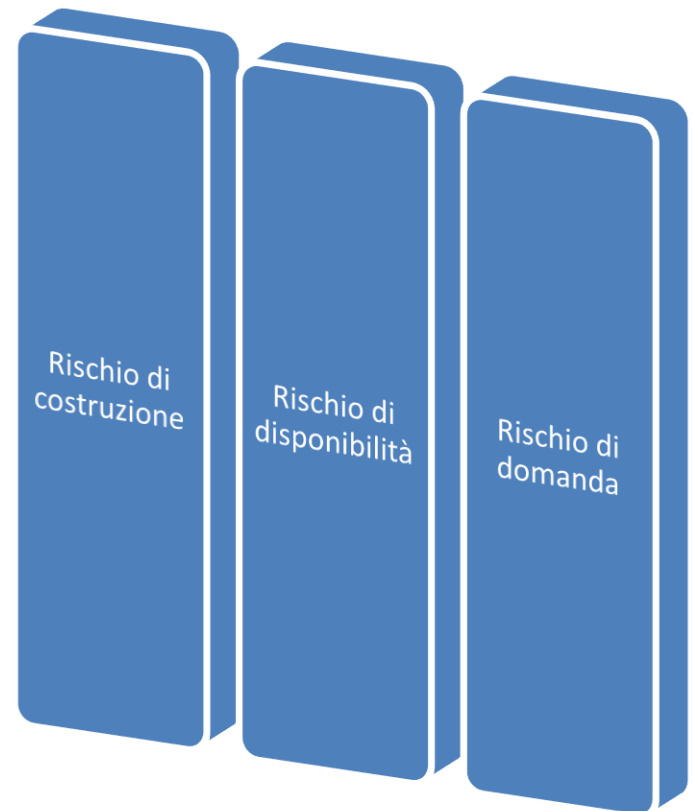 Rischio di
costruzione
Rischio di
disponibilità
Rischio di
domanda